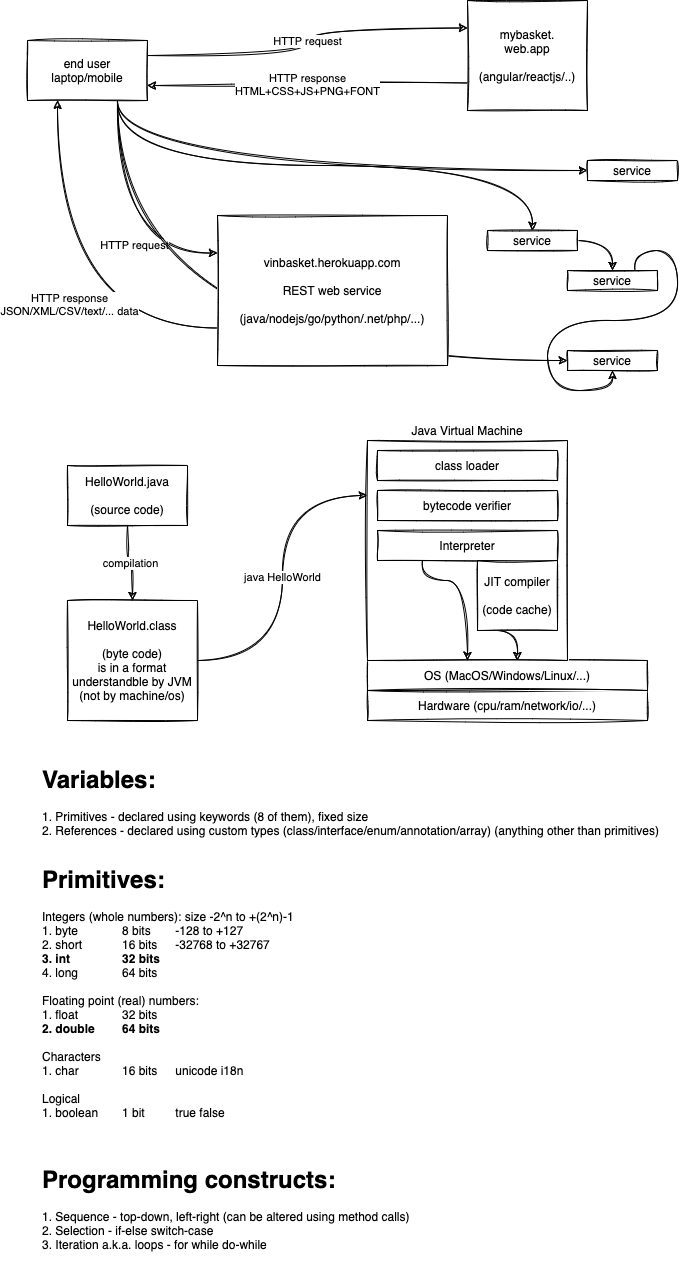 end user
laptop/mobile
HTTP request
mybasket.
web.app
(angular/reactjs/..)
HTTP response
HTML+CSS+JS+PNG+FONT
service
service
service
HTTP request
vinbasket.herokuapp.com
REST web service
(java/nodejs/go/python/.net/php/...)
HTTP response
JSON/XML/CSV/text/... data
service
Java Virtual Machine
HelloWorld.java
(source code)
compilation
HelloWorld.class
(byte code)
is in a format
understandble by JVM
(not by machine/os)
java HelloWorld
class loader
bytecode verifier
Interpreter
JIT compiler
(code cache)
OS (MacOS/Windows/Linux/...)
Hardware (cpu/ram/network/io/...)
Variables:
1. Primitives - declared using keywords (8 of them), fixed size
2. References - declared using custom types (class/interface/enum/annotation/array) (anything other than primitives)
Primitives:
Integers (whole numbers): size -2^n to +(2^n)-1
1. byte 8 bits -128 to +127
2. short 16 bits -32768 to +32767
3. int 32 bits
4. long 64 bits
Floating point (real) numbers:
1. float 32 bits
2. double 64 bits
Characters
1. char 16 bits unicode i18n
Logical
1. boolean 1 bit true false
Programming constructs:
1. Sequence - top-down, left-right (can be altered using method calls)
2. Selection - if-else switch-case
3. Iteration a.k.a. loops - for while do-while